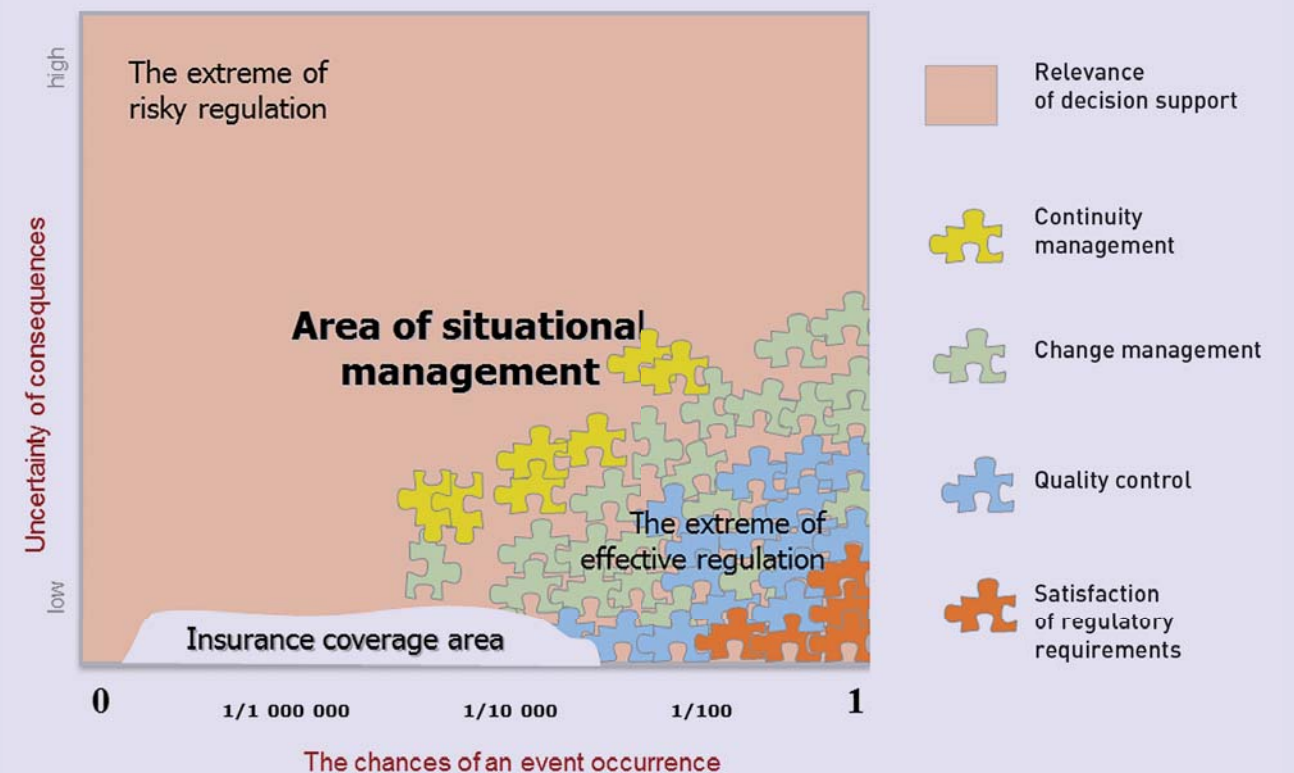 high
The extreme of
risky regulation
Uncertainty of consequences
Area of situational
management
The extreme of
effective regulation
low
Insurance coverage area
0
1/1 000 000
1/10 000
1/100
1
The chances of an event occurrence
Relevance
of decision support
Continuity
management
Change management
Quality control
Satisfaction
of regulatory
requirements